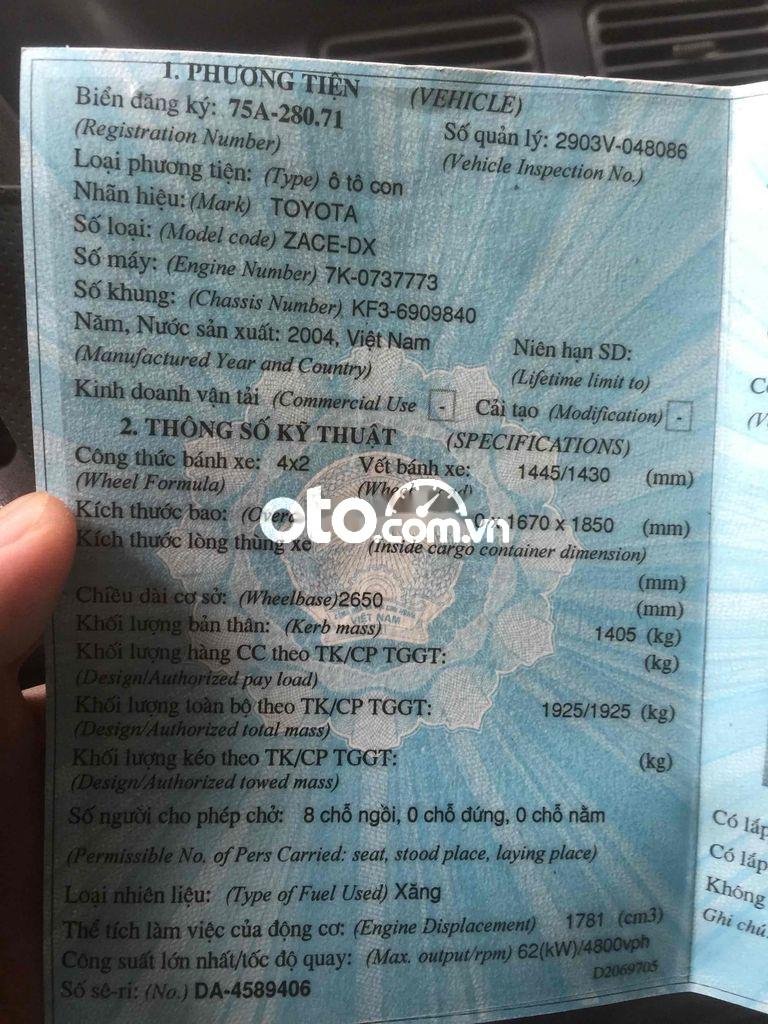 1. PHƯƠNG TIỆN (VEHICLE)
Biển đăng ký: 75A-280.71 Số quản lý: 2903V-048086
(Registration Number) (Vehicle Inspection No.)
Loại phương tiện: (Type) ô tô con
Nhãn hiệu: (Mark) TOYOTA
Số loại: (Model code) ZACE-DX
Số máy: (Engine Number) 7K-0737773
Số khung: (Chassis Number) KF3-6909840
Năm, Nước sản xuất: 2004, Việt Nam Niên hạn SD:
(Manufactured Year and Country) (Lifetime limit to)
Kinh doanh vận tải (Commercial Use - Cải tạo (Modification) -
2. THÔNG SỐ KỸ THUẬT (SPECIFICATIONS)
Công thức bánh xe: 4x2 Vết bánh xe: 1445/1430 (mm)
(Wheel Formula)
Kích thước bao: x 1670 x 1850 (mm)
oto.com.vn
Kích thước lòng thùng xe (Inside cargo container dimension)
(mm)
Chiều dài cơ sở: (Wheelbase)2650 (mm)
VIỆT NAM
Khối lượng bản thân: (Kerb mass) 1405 (kg)
Khối lượng hàng CC theo TK/CP TGGT: (kg)
(Design/Authorized pay load)
Khối lượng toàn bộ theo TK/CP TGGT: 1925/1925 (kg)
(Design/Authorized total mass)
Khối lượng kéo theo TK/CP TGGT: (kg)
(Design/Authorized towed mass)
Số người cho phép chở: 8 chỗ ngồi, 0 chỗ đứng, 0 chỗ nằm
(Permissible No. of Pers Carried: seat, stood place, laying place)
Loại nhiên liệu: (Type of Fuel Used) Xăng
Thể tích làm việc của động cơ: (Engine Displacement) 1781 (cm3)
Công suất lớn nhất/tốc độ quay: (Max. output/rpm) 62(kW)/4800vph
D2069705
Số sê-ri: (No.) DA-4589406
Có lắp
Có lắp
Không
Ghi chú: